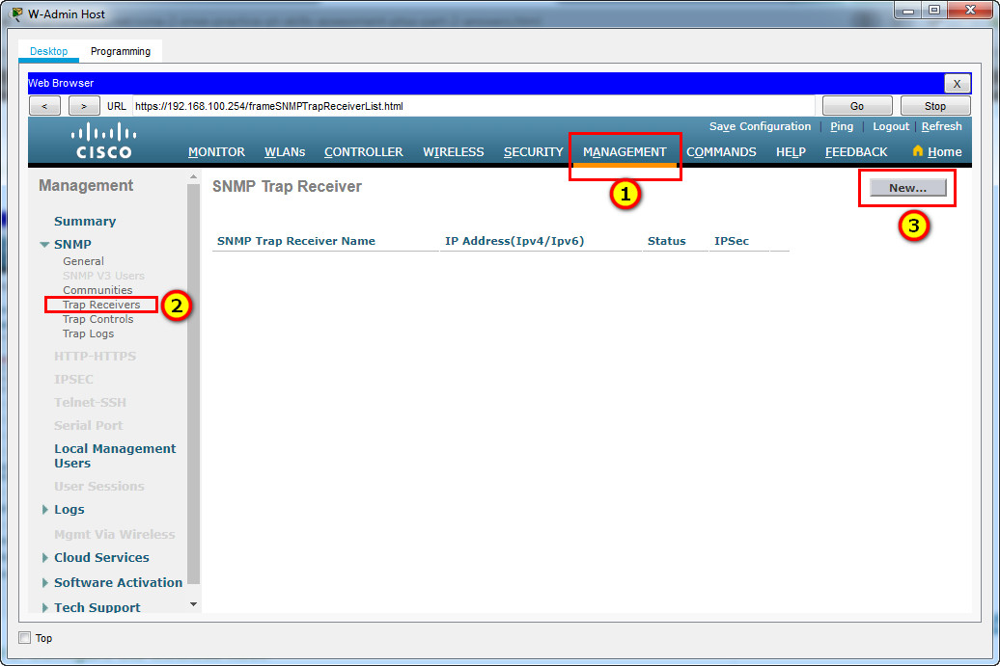 W-Admin Host
Desktop Programming
Web Browser X
< > URL https://192.168.100.254/frameSNMPTrapReceiverList.html Go Stop
Save Configuration | Ping | Logout | Refresh
CISCO MONITOR WLANs CONTROLLER WIRELESS SECURITY MANAGEMENT COMMANDS HELP FEEDBACK Home
Management
SNMP Trap Receiver
New...
1
3
2
Summary
SNMP
General
SNMP V3 Users
Communities
Trap Receivers
Trap Controls
Trap Logs
HTTP-HTTPS
IPSEC
Telnet-SSH
Serial Port
Local Management
Users
User Sessions
Logs
Mgmt Via Wireless
Cloud Services
Software Activation
Tech Support
SNMP Trap Receiver Name IP Address(Ipv4/Ipv6) Status IPSec
Top